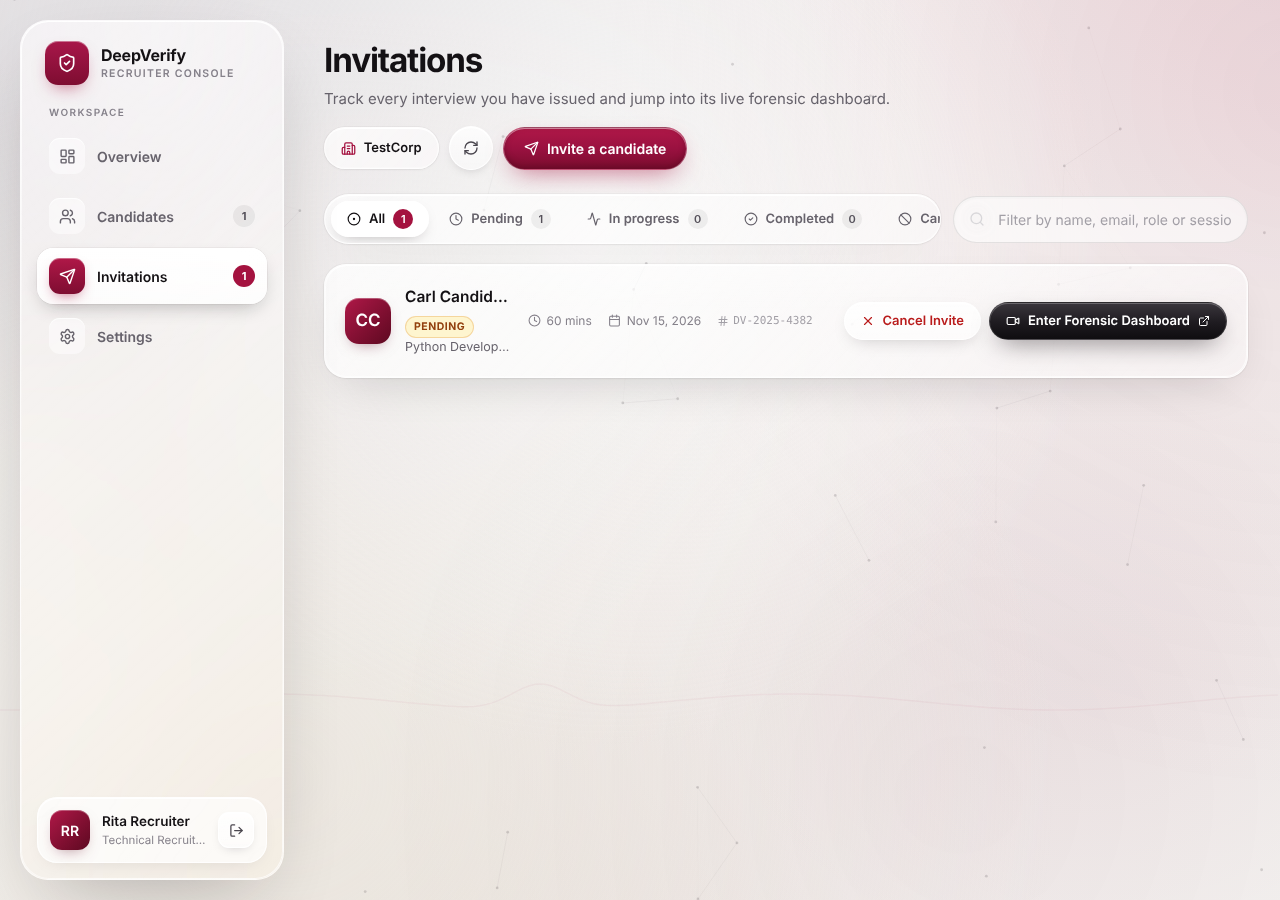 DeepVerify
RECRUITER CONSOLE
WORKSPACE
Overview
Candidates 1
Invitations 1
Settings
RR
Rita Recruiter
Technical Recruit...
Invitations
Track every interview you have issued and jump into its live forensic dashboard.
TestCorp
Invite a candidate
All 1
Pending 1
In progress 0
Completed 0
Filter by name, email, role or sessio
CC
Carl Candid...
PENDING
Python Develop...
60 mins
Nov 15, 2026
# DV-2025-4382
Cancel Invite
Enter Forensic Dashboard